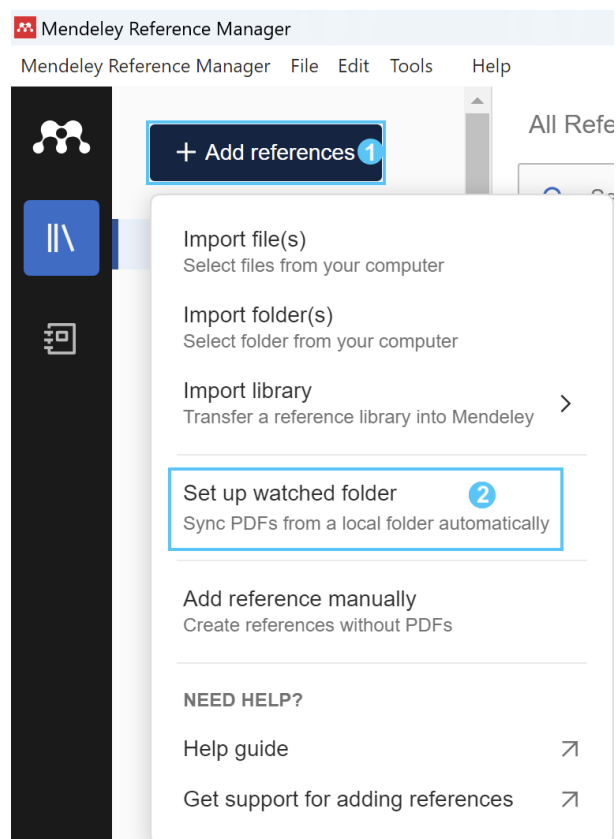 Mendeley Reference Manager
Mendeley Reference Manager File Edit Tools Help
+ Add references 1
All Refe
Import file(s)
Select files from your computer
Import folder(s)
Select folder from your computer
Import library
Transfer a reference library into Mendeley
Set up watched folder 2
Sync PDFs from a local folder automatically
Add reference manually
Create references without PDFs
NEED HELP?
Help guide
Get support for adding references